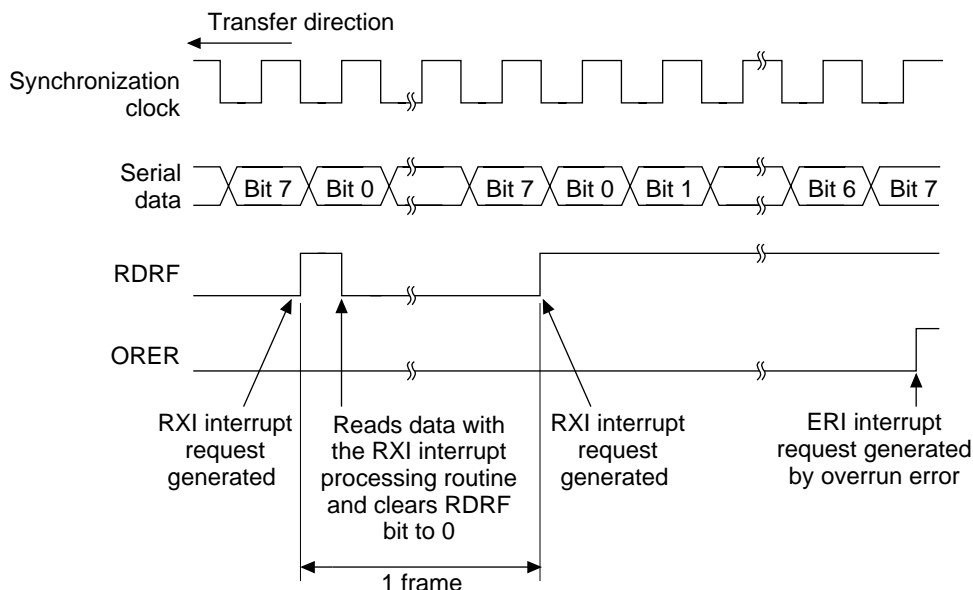 Transfer direction
Synchronization
clock
Serial
data
Bit 7
Bit 0
Bit 7
Bit 0
Bit 1
Bit 6
Bit 7
RDRF
ORER
RXI interrupt
request
generated
Reads data with
the RXI interrupt
processing routine
and clears RDRF
bit to 0
RXI interrupt
request
generated
ERI interrupt
request generated
by overrun error
1 frame